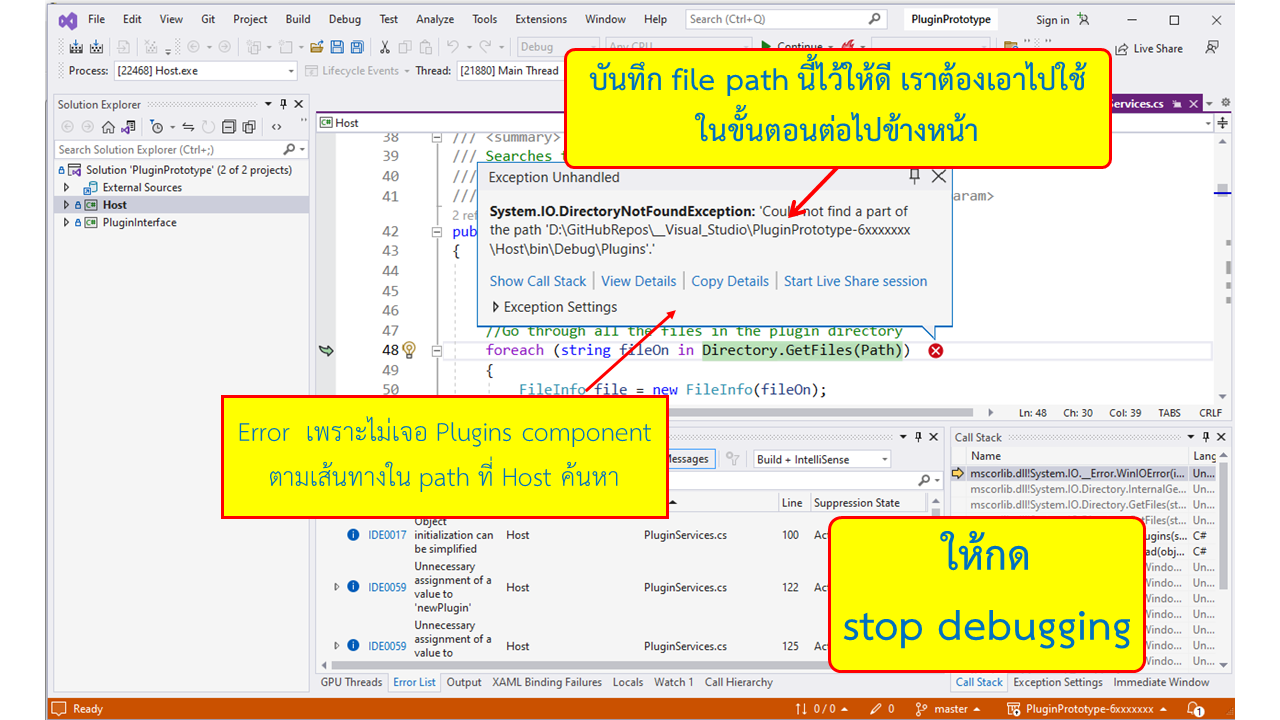 File Edit View Git Project Build Debug Test Analyze Tools Extensions Window Help Search (Ctrl+Q) PluginPrototype Sign in
Debug Any CPU Continue Live Share
Process: [22468] Host.exe Lifecycle Events Thread: [21880] Main Thread
บันทึก file path นี้ไว้ให้ดี เราต้องเอาไปใช้
ในขั้นตอนต่อไปข้างหน้า
Solution Explorer
Search Solution Explorer (Ctrl+;)
Solution 'PluginPrototype' (2 of 2 projects)
External Sources
Host
PluginInterface
ervices.cs
Host
38 /// <summary>
39 /// Searches
40 ///
41 /// aram>
2 ref
42 pub
43 {
44
45
46
47 //Go through all the files in the plugin directory
48 foreach (string fileOn in Directory.GetFiles(Path))
49 {
50 FileInfo file = new FileInfo(fileOn);
Exception Unhandled
System.IO.DirectoryNotFoundException: 'Could not find a part of
the path 'D:\GitHubRepos\__Visual_Studio\PluginPrototype-6xxxxxxx
\Host\bin\Debug\Plugins'.'
Show Call Stack | View Details | Copy Details | Start Live Share session
Exception Settings
Ln: 48 Ch: 30 Col: 39 TABS CRLF
Error เพราะไม่เจอ Plugins component
ตามเส้นทางใน path ที่ Host ค้นหา
Messages Build + IntelliSense
Line Suppression State
IDE0017 Object initialization can be simplified Host PluginServices.cs 100
IDE0059 Unnecessary assignment of a value to 'newPlugin' Host PluginServices.cs 122
IDE0059 Unnecessary assignment of a value to Host PluginServices.cs 125
Call Stack
Name Lang
mscorlib.dll!System.IO.__Error.WinIOError(i... Un...
mscorlib.dll!System.IO.Directory.InternalGe... Un...
mscorlib.dll!System.IO.Directory.GetFiles(st... Un...
tFiles(st... Un...
ugins(s... C#
ad(obj... C#
Windo... Un...
Windo... Un...
Windo... Un...
Windo... Un...
Windo... Un...
Windo... Un...
Windo... Un...
ให้กด
stop debugging
GPU Threads Error List Output XAML Binding Failures Locals Watch 1 Call Hierarchy
Call Stack Exception Settings Immediate Window
Ready 0 / 0 0 master PluginPrototype-6xxxxxxx 1